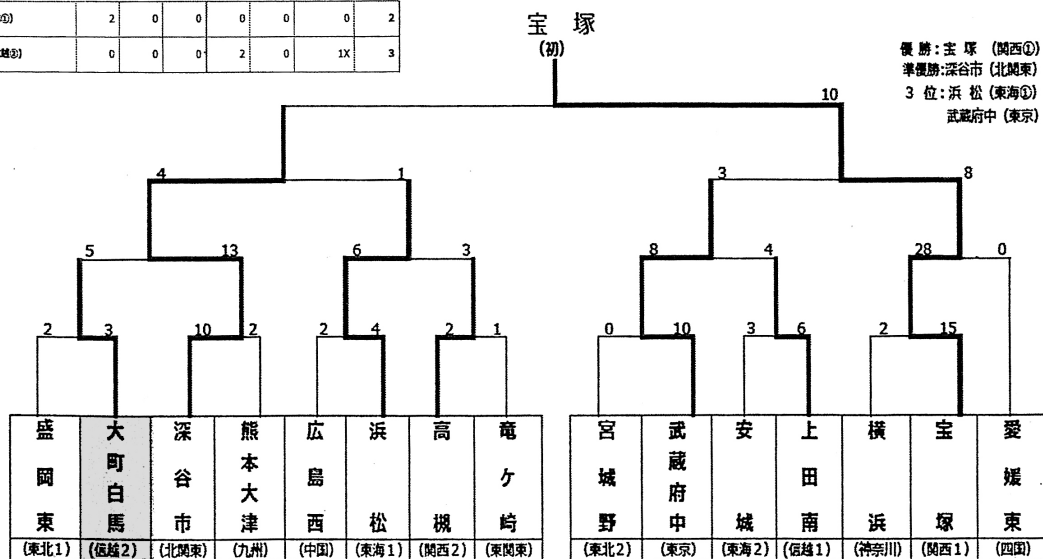 2 0 0 0 0 0 2
0 0 0 2 0 1X 3
宝塚
(初)
優勝:宝塚 (関西①)
準優勝:深谷市 (北関東)
3位:浜松 (東海①)
武蔵府中 (東京)
10
4 1 3 8
5 13 6 3 8 4 28 0
2 3 10 2 2 4 2 1 0 10 3 6 2 15
盛岡東 大町白馬 深谷市 熊本大津 広島西 浜松 高槻 竜ケ崎 宮城野 武蔵府中 安城 上田南 横浜 宝塚 愛媛東
(東北1) (信越2) (北関東) (九州) (中国) (東海1) (関西2) (東関東) (東北2) (東京) (東海2) (信越1) (神奈川) (関西1) (四国)